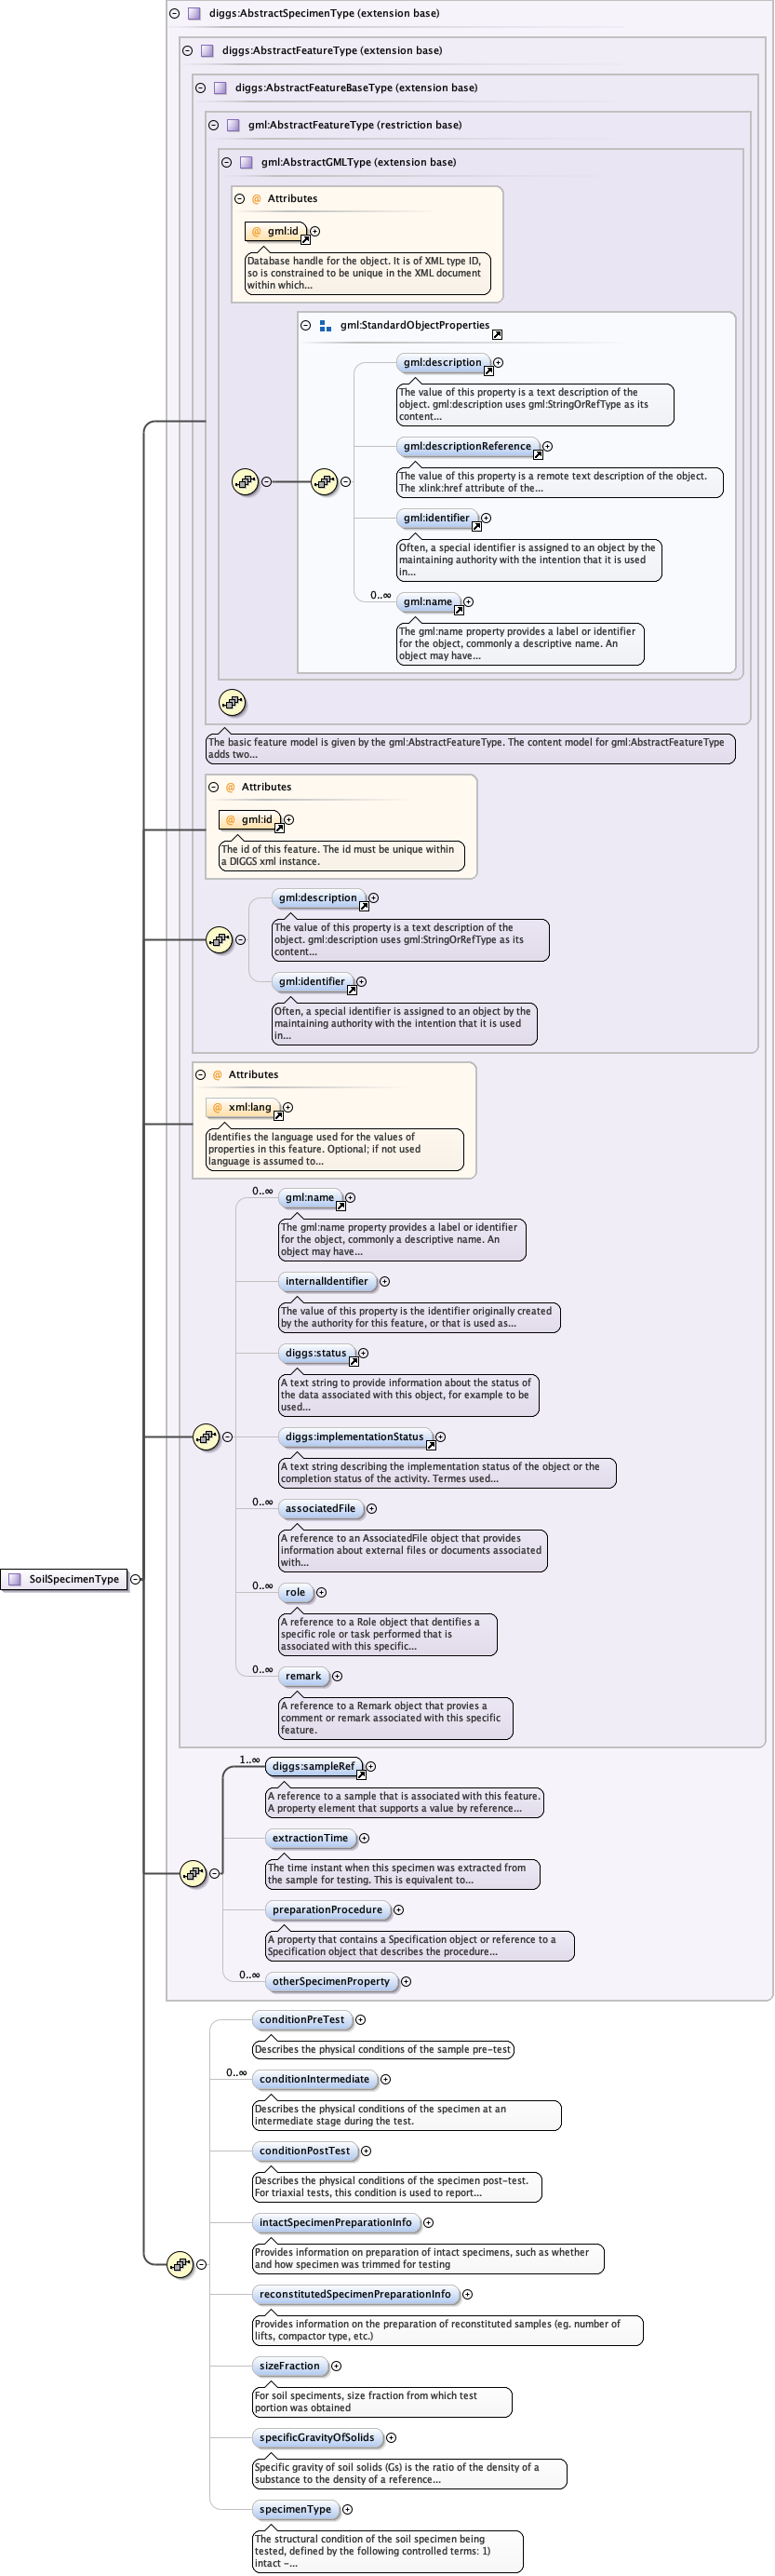 diggs:AbstractSpecimenType (extension base)
diggs:AbstractFeatureType (extension base)
diggs:AbstractFeatureBaseType (extension base)
gml:AbstractFeatureType (restriction base)
gml:AbstractGMLType (extension base)
@ Attributes
@ gml:id
Database handle for the object. It is of XML type ID,
so is constrained to be unique in the XML document
within which...
gml:StandardObjectProperties
gml:description
The value of this property is a text description of the
object. gml:description uses gml:StringOrRefType as its
content...
gml:descriptionReference
The value of this property is a remote text description of the object.
The xlink:href attribute of the...
gml:identifier
Often, a special identifier is assigned to an object by the
maintaining authority with the intention that it is used
in...
0..∞ gml:name
The gml:name property provides a label or identifier
for the object, commonly a descriptive name. An
object may have...
The basic feature model is given by the gml:AbstractFeatureType. The content model for gml:AbstractFeatureType
adds two...
@ Attributes
@ gml:id
The id of this feature. The id must be unique within
a DIGGS xml instance.
gml:description
The value of this property is a text description of the
object. gml:description uses gml:StringOrRefType as its
content...
gml:identifier
Often, a special identifier is assigned to an object by the
maintaining authority with the intention that it is used
in...
@ Attributes
@ xml:lang
Identifies the language used for the values of
properties in this feature. Optional; if not used
language is assumed to...
0..∞ gml:name
The gml:name property provides a label or identifier
for the object, commonly a descriptive name. An
object may have...
internalIdentifier
The value of this property is the identifier originally created
by the authority for this feature, or that is used as...
diggs:status
A text string to provide information about the status of
the data associated with this object, for example to be
used...
diggs:implementationStatus
A text string describing the implementation status of the object or the
completion status of the activity. Termes used...
0..∞ associatedFile
A reference to an AssociatedFile object that provides
information about external files or documents associated
with...
SoilSpecimenType
0..∞ role
A reference to a Role object that dentifies a
specific role or task performed that is
associated with this specific...
0..∞ remark
A reference to a Remark object that provies a
comment or remark associated with this specific
feature.
1..∞ diggs:sampleRef
A reference to a sample that is associated with this feature.
A property element that supports a value by reference...
extractionTime
The time instant when this specimen was extracted from
the sample for testing. This is equivalent to...
preparationProcedure
A property that contains a Specification object or reference to a
Specification object that describes the procedure...
0..∞ otherSpecimenProperty
conditionPreTest
Describes the physical conditions of the sample pre-test
0..∞ conditionIntermediate
Describes the physical conditions of the specimen at an
intermediate stage during the test.
conditionPostTest
Describes the physical conditions of the specimen post-test.
For triaxial tests, this condition is used to report...
intactSpecimenPreparationInfo
Provides information on preparation of intact specimens, such as whether
and how specimen was trimmed for testing
reconstitutedSpecimenPreparationInfo
Provides information on the preparation of reconstituted samples (eg. number of
lifts, compactor type, etc.)
sizeFraction
For soil speciments, size fraction from which test
portion was obtained
specificGravityOfSolids
Specific gravity of soil solids (Gs) is the ratio of the density of a
substance to the density of a reference...
specimenType
The structural condition of the soil specimen being
tested, defined by the following controlled terms: 1)
intact -...